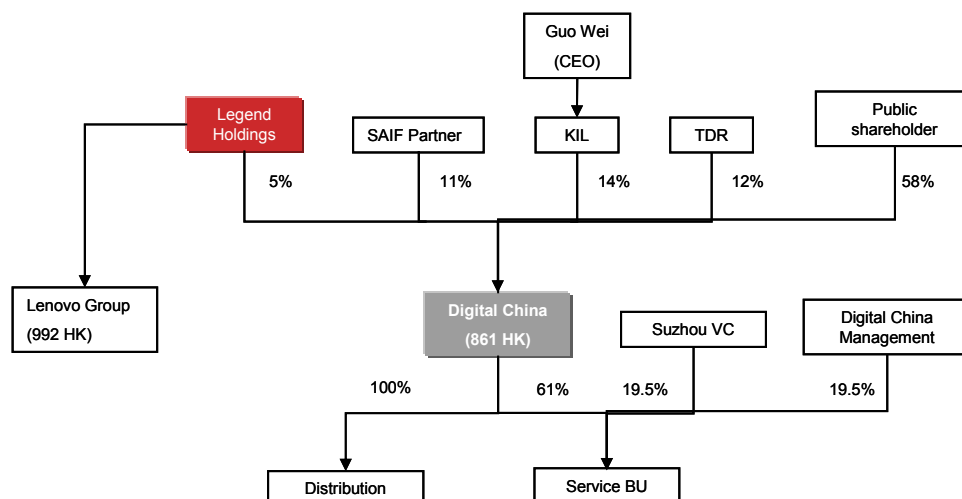 Guo Wei
(CEO)
Legend
Holdings
SAIF Partner
KIL
TDR
Public
shareholder
5%
11%
14%
12%
58%
Lenovo Group
(992 HK)
Digital China
(861 HK)
Suzhou VC
Digital China
Management
100%
61%
19.5%
19.5%
Distribution
Service BU